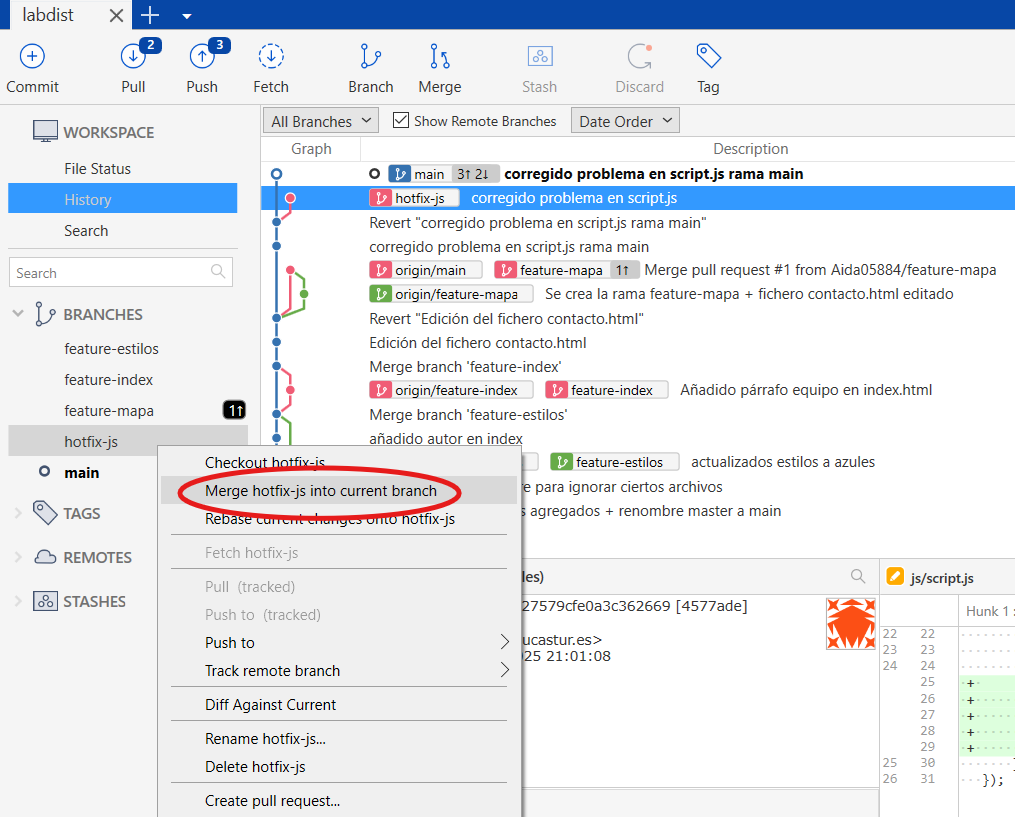 labdist
2
3
Commit
Pull
Push
Fetch
Branch
Merge
Stash
Discard
Tag
WORKSPACE
File Status
History
Search
Search
BRANCHES
feature-estilos
feature-index
feature-mapa 1↑
hotfix-js
main
TAGS
REMOTES
STASHES
All Branches
Show Remote Branches
Date Order
Graph Description
main 3↑ 2↓ corregido problema en script.js rama main
hotfix-js corregido problema en script.js
Revert "corregido problema en script.js rama main"
corregido problema en script.js rama main
origin/main feature-mapa 1↑ Merge pull request #1 from Aida05884/feature-mapa
origin/feature-mapa Se crea la rama feature-mapa + fichero contacto.html editado
Revert "Edición del fichero contacto.html"
Edición del fichero contacto.html
Merge branch 'feature-index'
origin/feature-index feature-index Añadido párrafo equipo en index.html
Merge branch 'feature-estilos'
añadido autor en index
feature-estilos actualizados estilos a azules
para ignorar ciertos archivos
agregados + renombre master a main
Checkout hotfix-js
Merge hotfix-js into current branch
Rebase current changes onto hotfix-js
Fetch hotfix-js
Pull (tracked)
Push to (tracked)
Push to
Track remote branch
Diff Against Current
Rename hotfix-js...
Delete hotfix-js
Create pull request...
les)
27579cfe0a3c362669 [4577ade]
ucastur.es>
25 21:01:08
js/script.js
Hunk 1
22 22
23 23
24 24
25 +
26 +
27 +
28 +
29 +
25 30
26 31 });